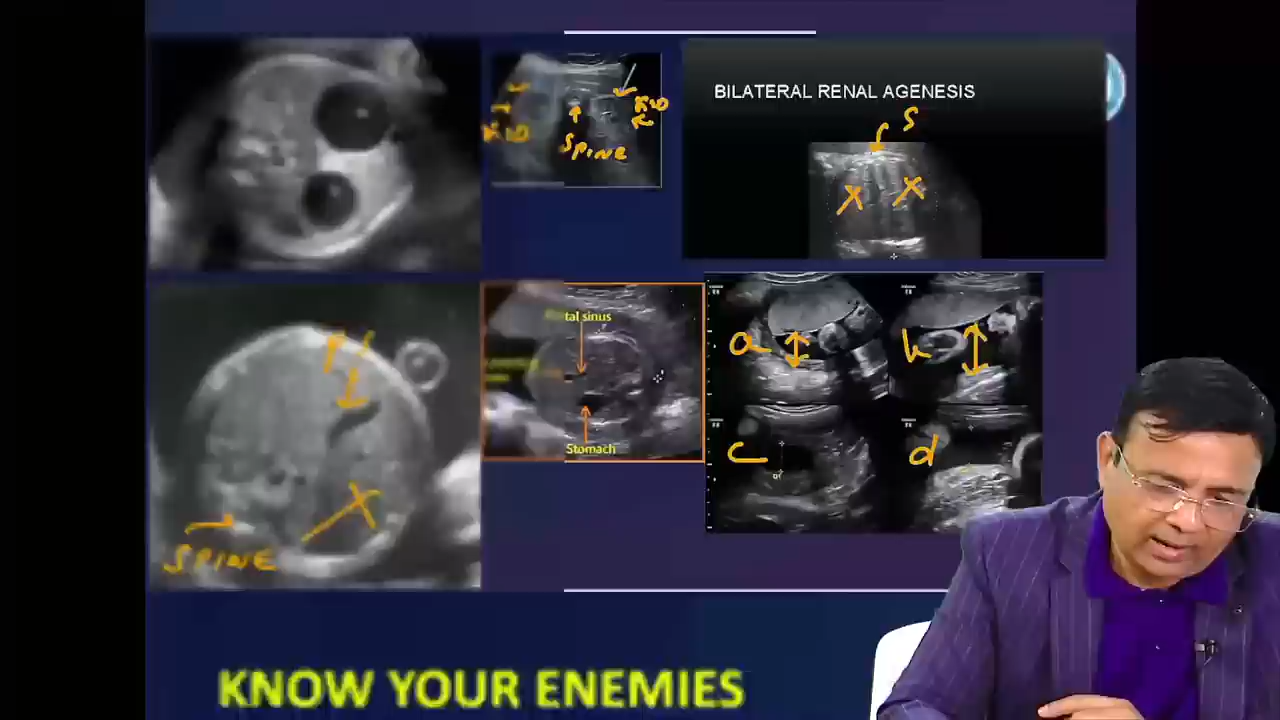 BILATERAL RENAL AGENESIS
S
KID
SPINE
KID
X X
tal sinus
Stomach
a
b
c
d
X
SPINE
KNOW YOUR ENEMIES